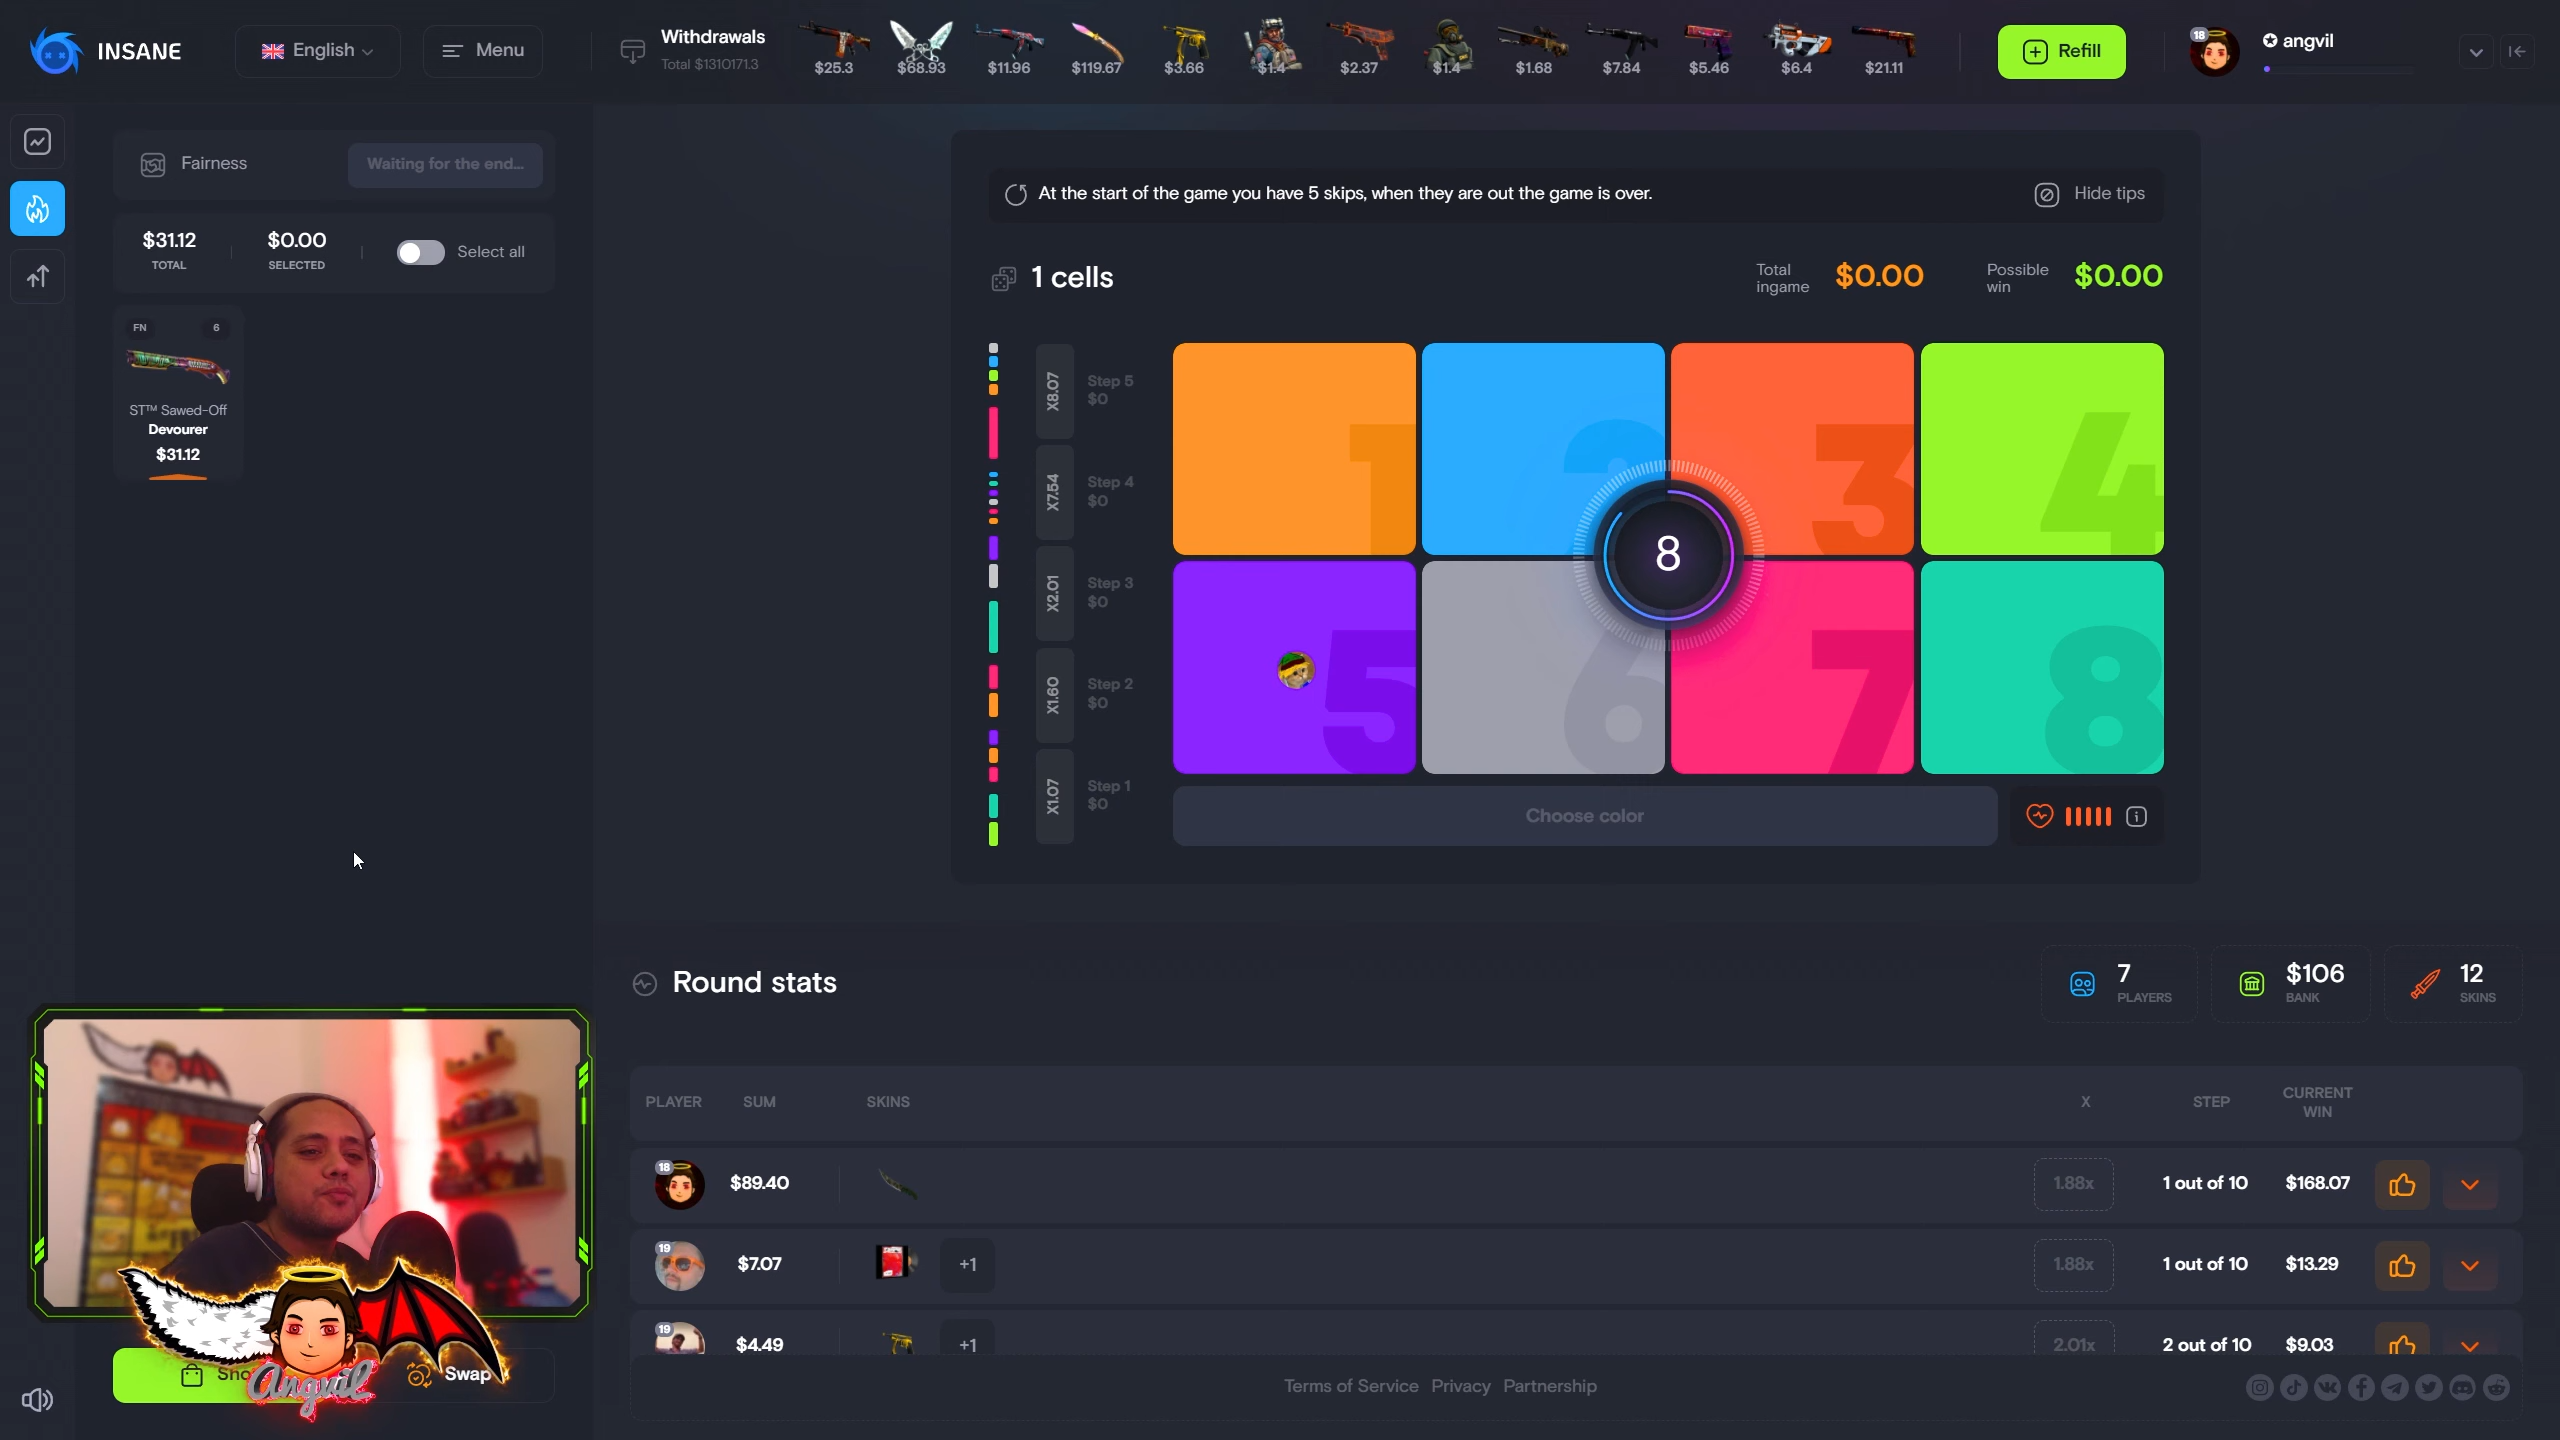 INSANE
English
Menu
Withdrawals
Total $1310171.3
$25.3
$68.93
$11.96
$119.67
$3.66
$1.4
$2.37
$1.4
$1.68
$7.84
$5.46
$6.4
$21.11
Refill
18
angvil
Fairness
Waiting for the end...
$31.12
TOTAL
$0.00
SELECTED
Select all
FN
6
ST™ Sawed-Off
Devourer
$31.12
At the start of the game you have 5 skips, when they are out the game is over.
Hide tips
1 cells
Total ingame
$0.00
Possible win
$0.00
X8.07
Step 5
$0
X7.54
Step 4
$0
X2.01
Step 3
$0
X1.60
Step 2
$0
X1.07
Step 1
$0
1
2
3
4
5
6
7
8
8
Choose color
Round stats
7
PLAYERS
$106
BANK
12
SKINS
PLAYER
SUM
SKINS
X
STEP
CURRENT WIN
18
$89.40
1.88x
1 out of 10
$168.07
19
$7.07
+1
1.88x
1 out of 10
$13.29
19
$4.49
+1
2.01x
2 out of 10
$9.03
Angvil
Swap
Terms of Service
Privacy
Partnership